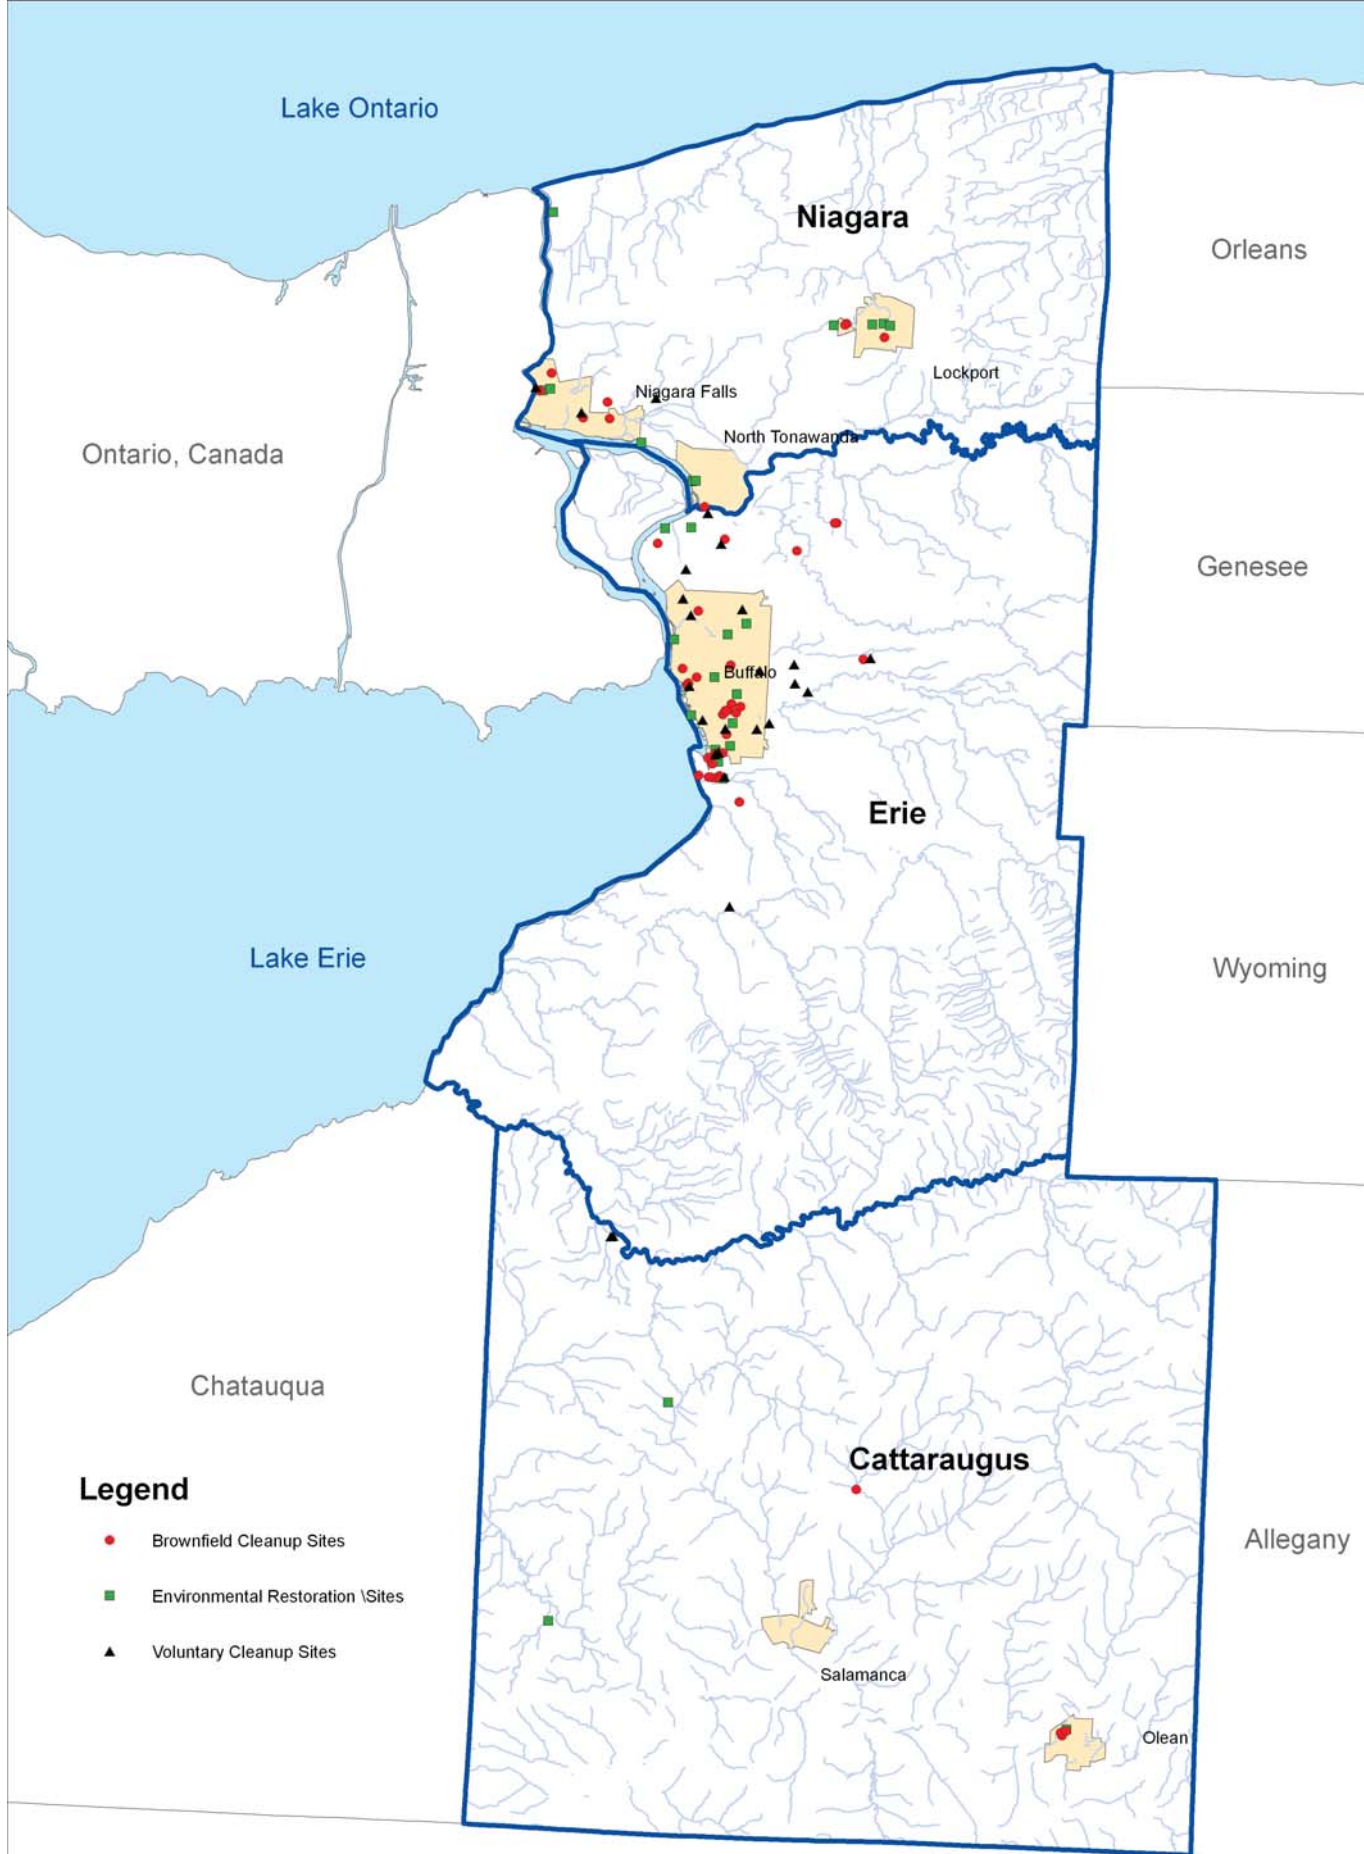 Lake Ontario
Niagara
Orleans
Lockport
Niagara Falls
North Tonawanda
Ontario, Canada
Genesee
Buffalo
Erie
Lake Erie
Wyoming
Chatauqua
Cattaraugus
Legend
Brownfield Cleanup Sites
Allegany
Environmental Restoration \Sites
Voluntary Cleanup Sites
Salamanca
Olean